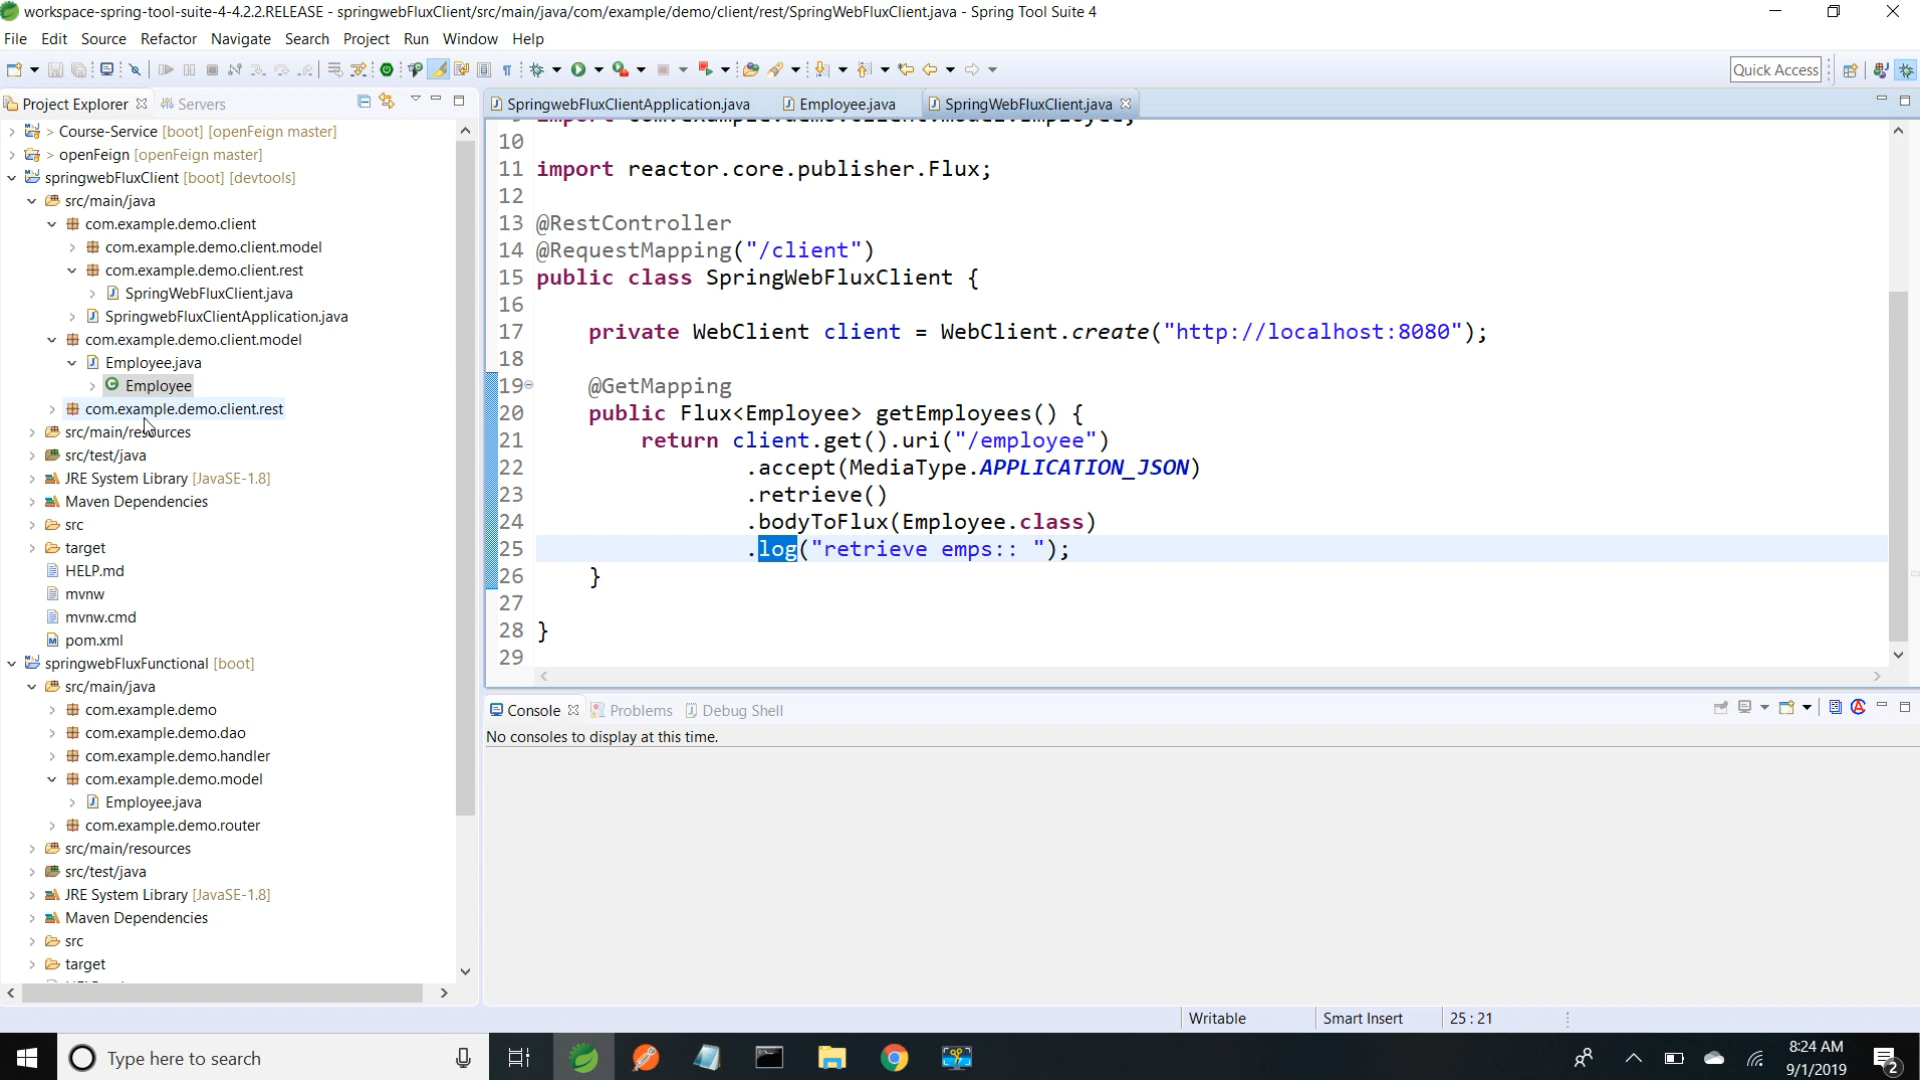 workspace-spring-tool-suite-4-4.2.2.RELEASE - springwebFluxClient/src/main/java/com/example/demo/client/rest/SpringWebFluxClient.java - Spring Tool Suite 4
File Edit Source Refactor Navigate Search Project Run Window Help
Quick Access
Project Explorer Servers
SpringwebFluxClientApplication.java Employee.java SpringWebFluxClient.java
> Course-Service [boot] [openFeign master]
> openFeign [openFeign master]
springwebFluxClient [boot] [devtools]
src/main/java
com.example.demo.client
com.example.demo.client.model
com.example.demo.client.rest
SpringWebFluxClient.java
SpringwebFluxClientApplication.java
com.example.demo.client.model
Employee.java
Employee
com.example.demo.client.rest
src/main/resources
src/test/java
JRE System Library [JavaSE-1.8]
Maven Dependencies
src
target
HELP.md
mvnw
mvnw.cmd
pom.xml
springwebFluxFunctional [boot]
src/main/java
com.example.demo
com.example.demo.dao
com.example.demo.handler
com.example.demo.model
Employee.java
com.example.demo.router
src/main/resources
src/test/java
JRE System Library [JavaSE-1.8]
Maven Dependencies
src
target
10
11 import reactor.core.publisher.Flux;
12
13 @RestController
14 @RequestMapping("/client")
15 public class SpringWebFluxClient {
16
17 private WebClient client = WebClient.create("http://localhost:8080");
18
19 @GetMapping
20 public Flux<Employee> getEmployees() {
21 return client.get().uri("/employee")
22 .accept(MediaType.APPLICATION_JSON)
23 .retrieve()
24 .bodyToFlux(Employee.class)
25 .log("retrieve emps:: ");
26 }
27
28 }
29
Console Problems Debug Shell
No consoles to display at this time.
Writable Smart Insert 25 : 21
Type here to search
8:24 AM
9/1/2019
2